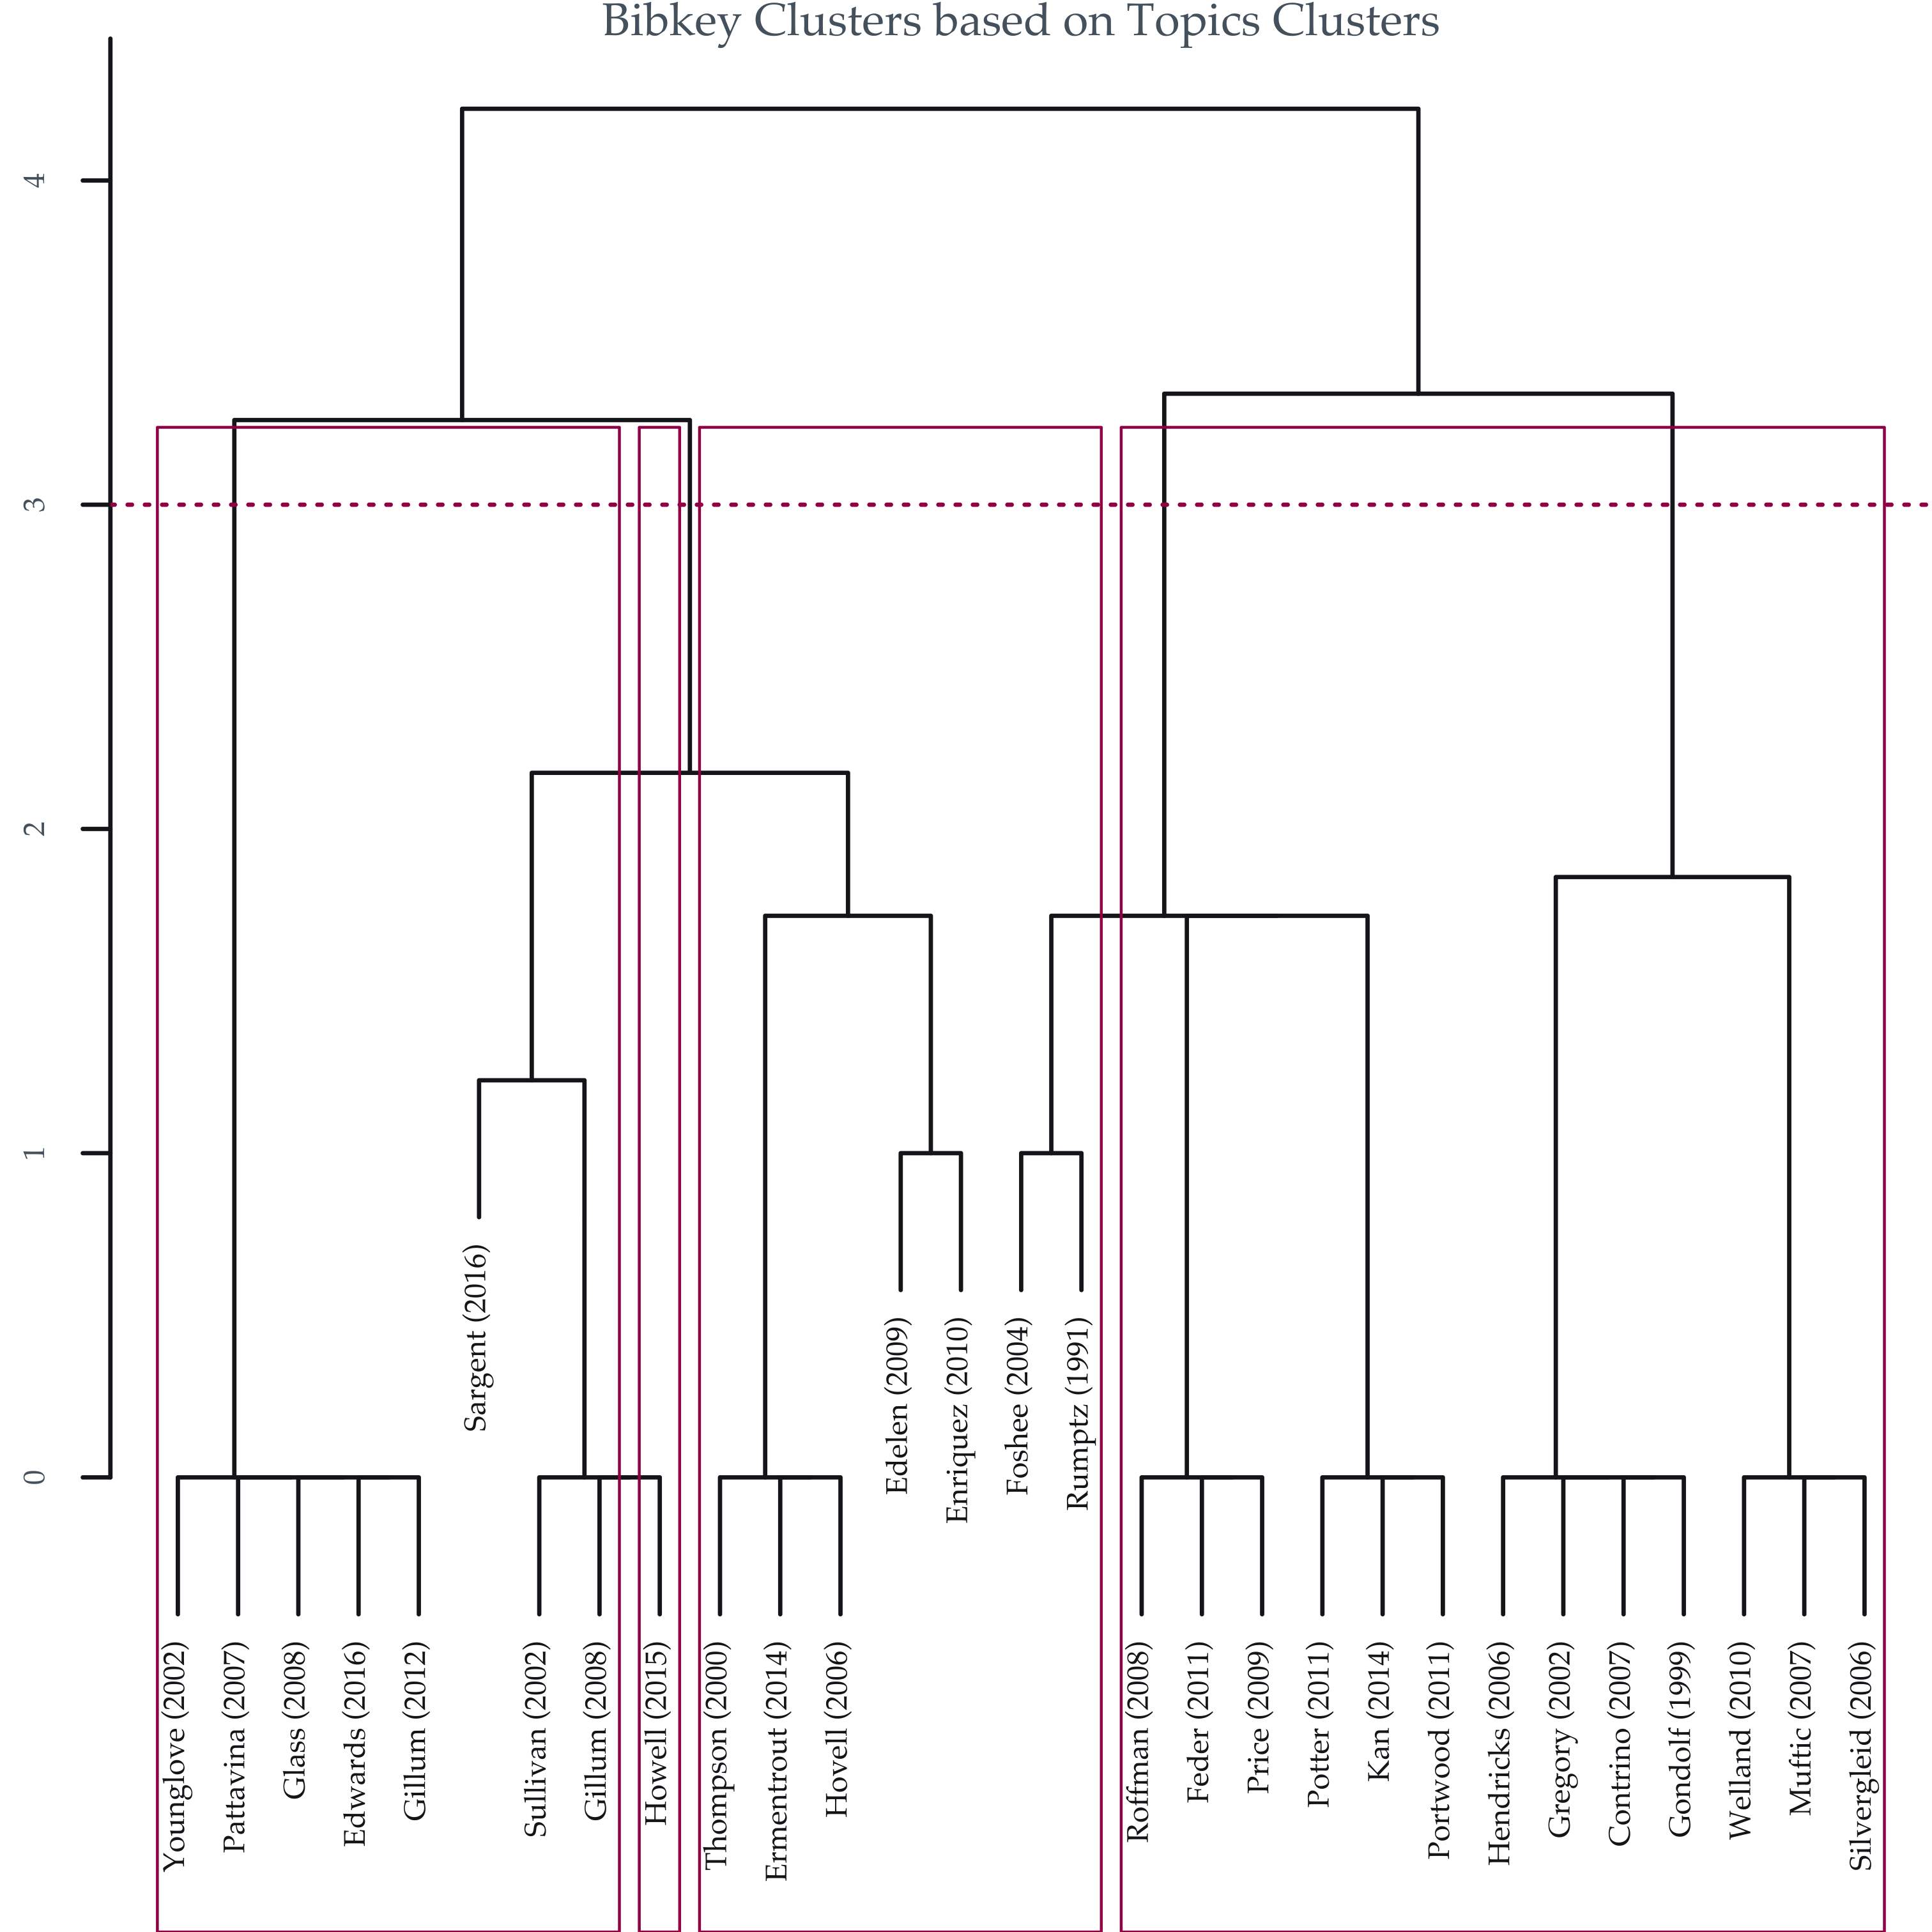 Bibkey Clusters based on Topics Clusters
4
3
2
1
0
Younglove (2002)
Pattavina (2007)
Glass (2008)
Edwards (2016)
Gillum (2012)
Sargent (2016)
Sullivan (2002)
Gillum (2008)
Howell (2015)
Thompson (2000)
Ermentrout (2014)
Hovell (2006)
Edelen (2009)
Enriquez (2010)
Foshee (2004)
Rumptz (1991)
Roffman (2008)
Feder (2011)
Price (2009)
Potter (2011)
Kan (2014)
Portwood (2011)
Hendricks (2006)
Gregory (2002)
Contrino (2007)
Gondolf (1999)
Welland (2010)
Muftic (2007)
Silvergleid (2006)